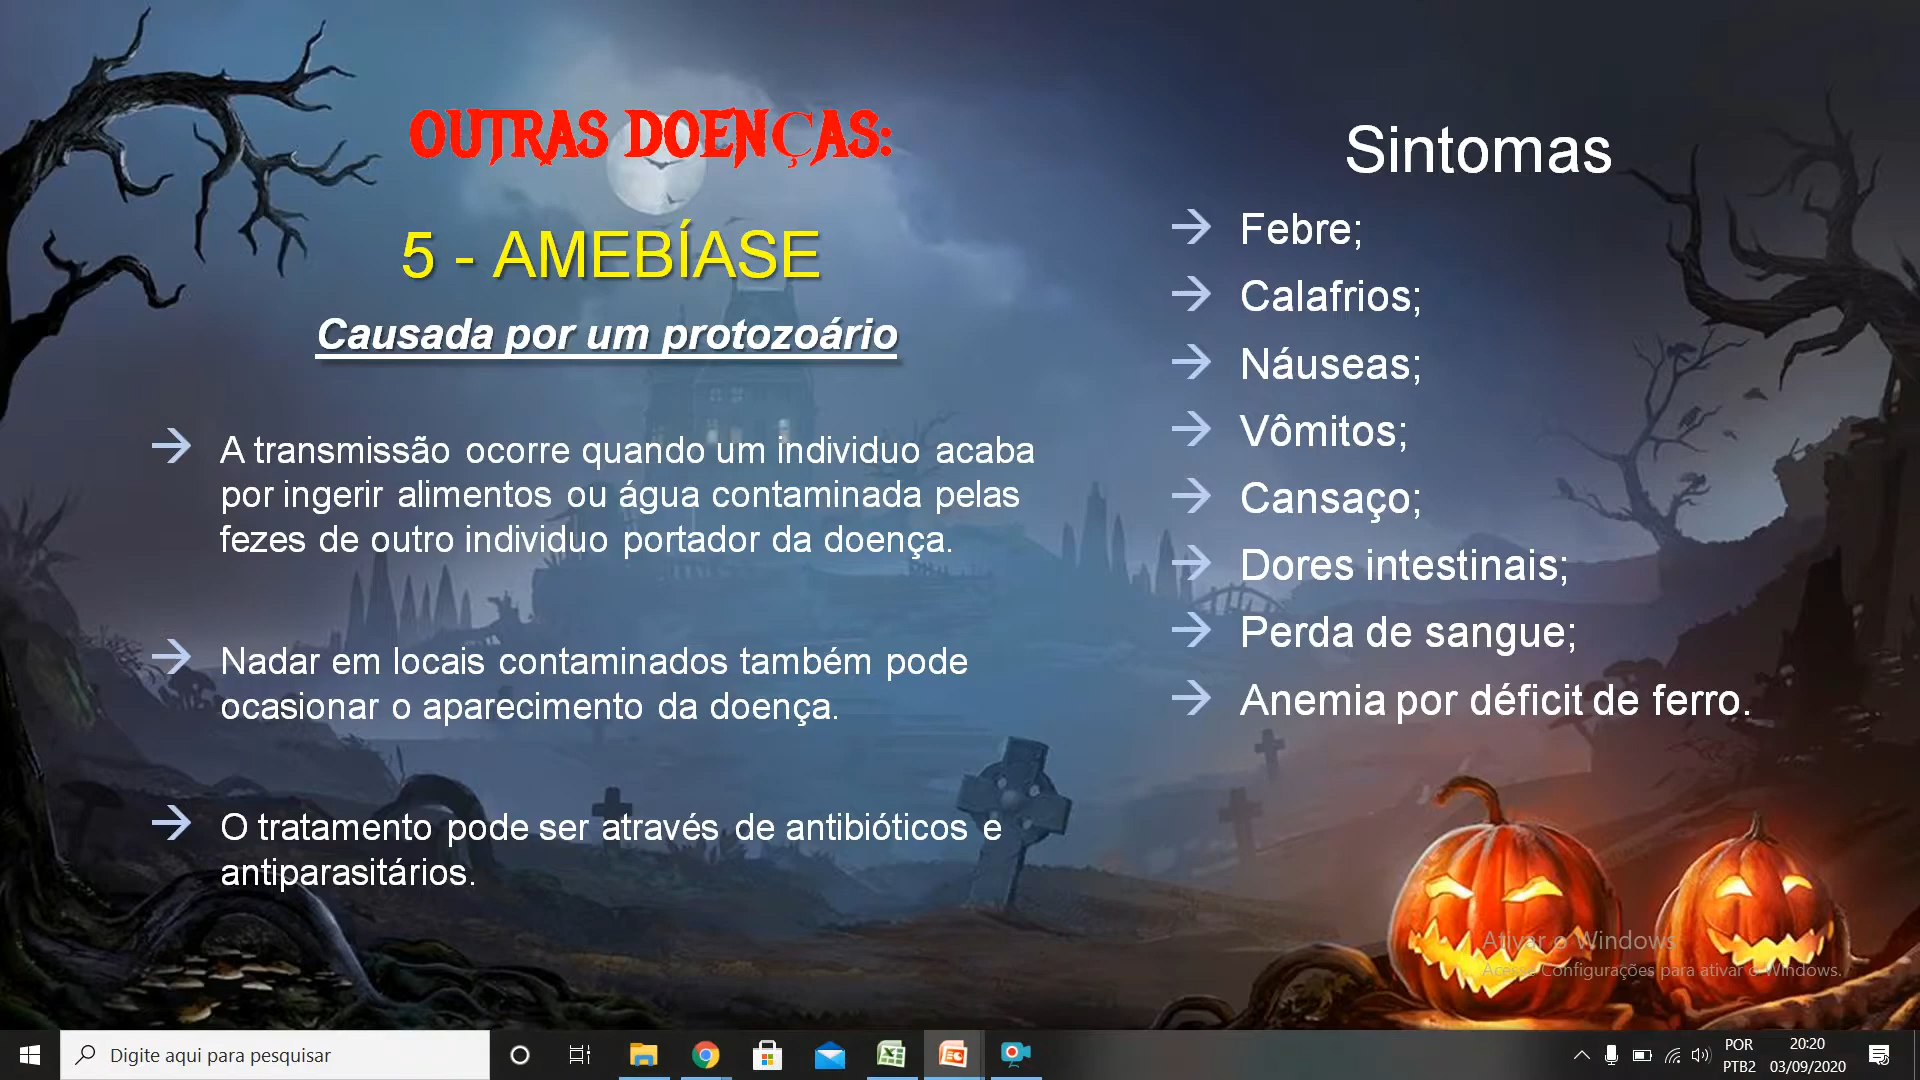 OUTRAS DOENÇAS:
5 - AMEBÍASE
Causada por um protozoário
A transmissão ocorre quando um individuo acaba
por ingerir alimentos ou água contaminada pelas
fezes de outro individuo portador da doença.
Nadar em locais contaminados também pode
ocasionar o aparecimento da doença.
O tratamento pode ser através de antibióticos e
antiparasitários.
Sintomas
Febre;
Calafrios;
Náuseas;
Vômitos;
Cansaço;
Dores intestinais;
Perda de sangue;
Anemia por déficit de ferro.
Ativar o Windows
Acesse Configurações para ativar o Windows.
Digite aqui para pesquisar
POR
PTB2
20:20
03/09/2020